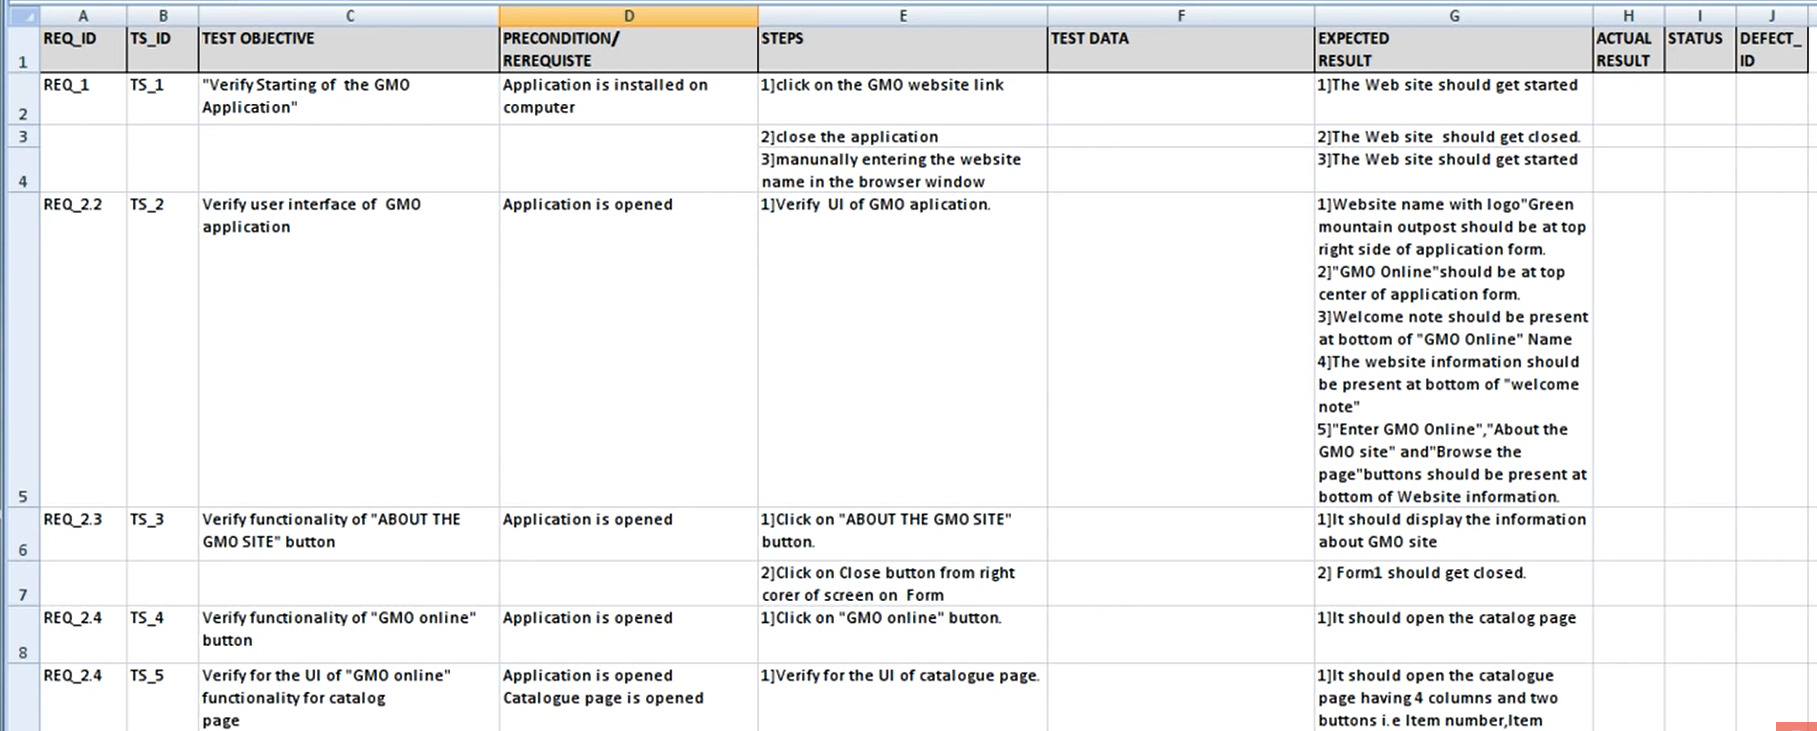 A B C D E F G H I J
1 REQ_ID TS_ID TEST OBJECTIVE PRECONDITION/ STEPS TEST DATA EXPECTED ACTUAL STATUS DEFECT_
REREQUISTE RESULT RESULT ID
2 REQ_1 TS_1 "Verify Starting of the GMO Application is installed on 1]click on the GMO website link 1]The Web site should get started
Application" computer
3 2]close the application 2]The Web site should get closed.
4 3]manunally entering the website 3]The Web site should get started
name in the browser window
5 REQ_2.2 TS_2 Verify user interface of GMO Application is opened 1]Verify UI of GMO aplication. 1]Website name with logo"Green
application mountain outpost should be at top
right side of application form.
2]"GMO Online"should be at top
center of application form.
3]Welcome note should be present
at bottom of "GMO Online" Name
4]The website information should
be present at bottom of "welcome
note"
5]"Enter GMO Online","About the
GMO site" and"Browse the
page"buttons should be present at
bottom of Website information.
6 REQ_2.3 TS_3 Verify functionality of "ABOUT THE Application is opened 1]Click on "ABOUT THE GMO SITE" 1]It should display the information
GMO SITE" button button. about GMO site
7 2]Click on Close button from right 2] Form1 should get closed.
corer of screen on Form
8 REQ_2.4 TS_4 Verify functionality of "GMO online" Application is opened 1]Click on "GMO online" button. 1]It should open the catalog page
button
REQ_2.4 TS_5 Verify for the UI of "GMO online" Application is opened 1]Verify for the UI of catalogue page. 1]It should open the catalogue
functionality for catalog Catalogue page is opened page having 4 columns and two
page buttons i.e Item number,Item